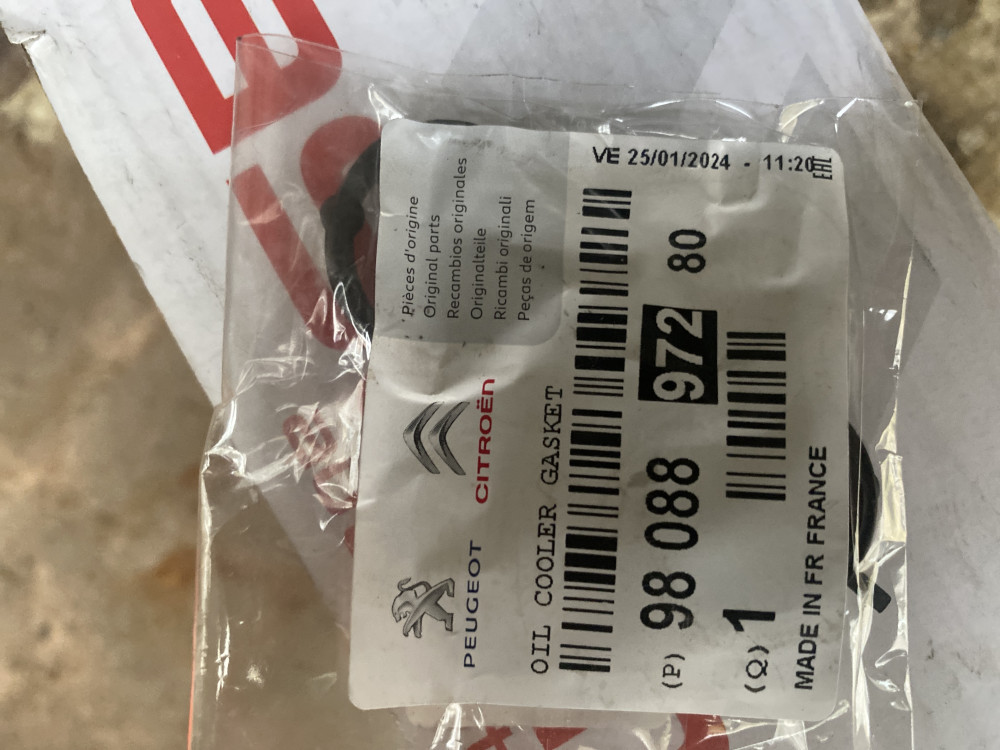 PEUGEOT
CITROËN
Pièces d'origine
Original parts
Recambios originales
Originalteile
Ricambi originali
Peças de origem
OIL COOLER GASKET
(P) 98 088 972 80
(Q) 1
MADE IN FR FRANCE
VE 25/01/2024 - 11:20
EAC